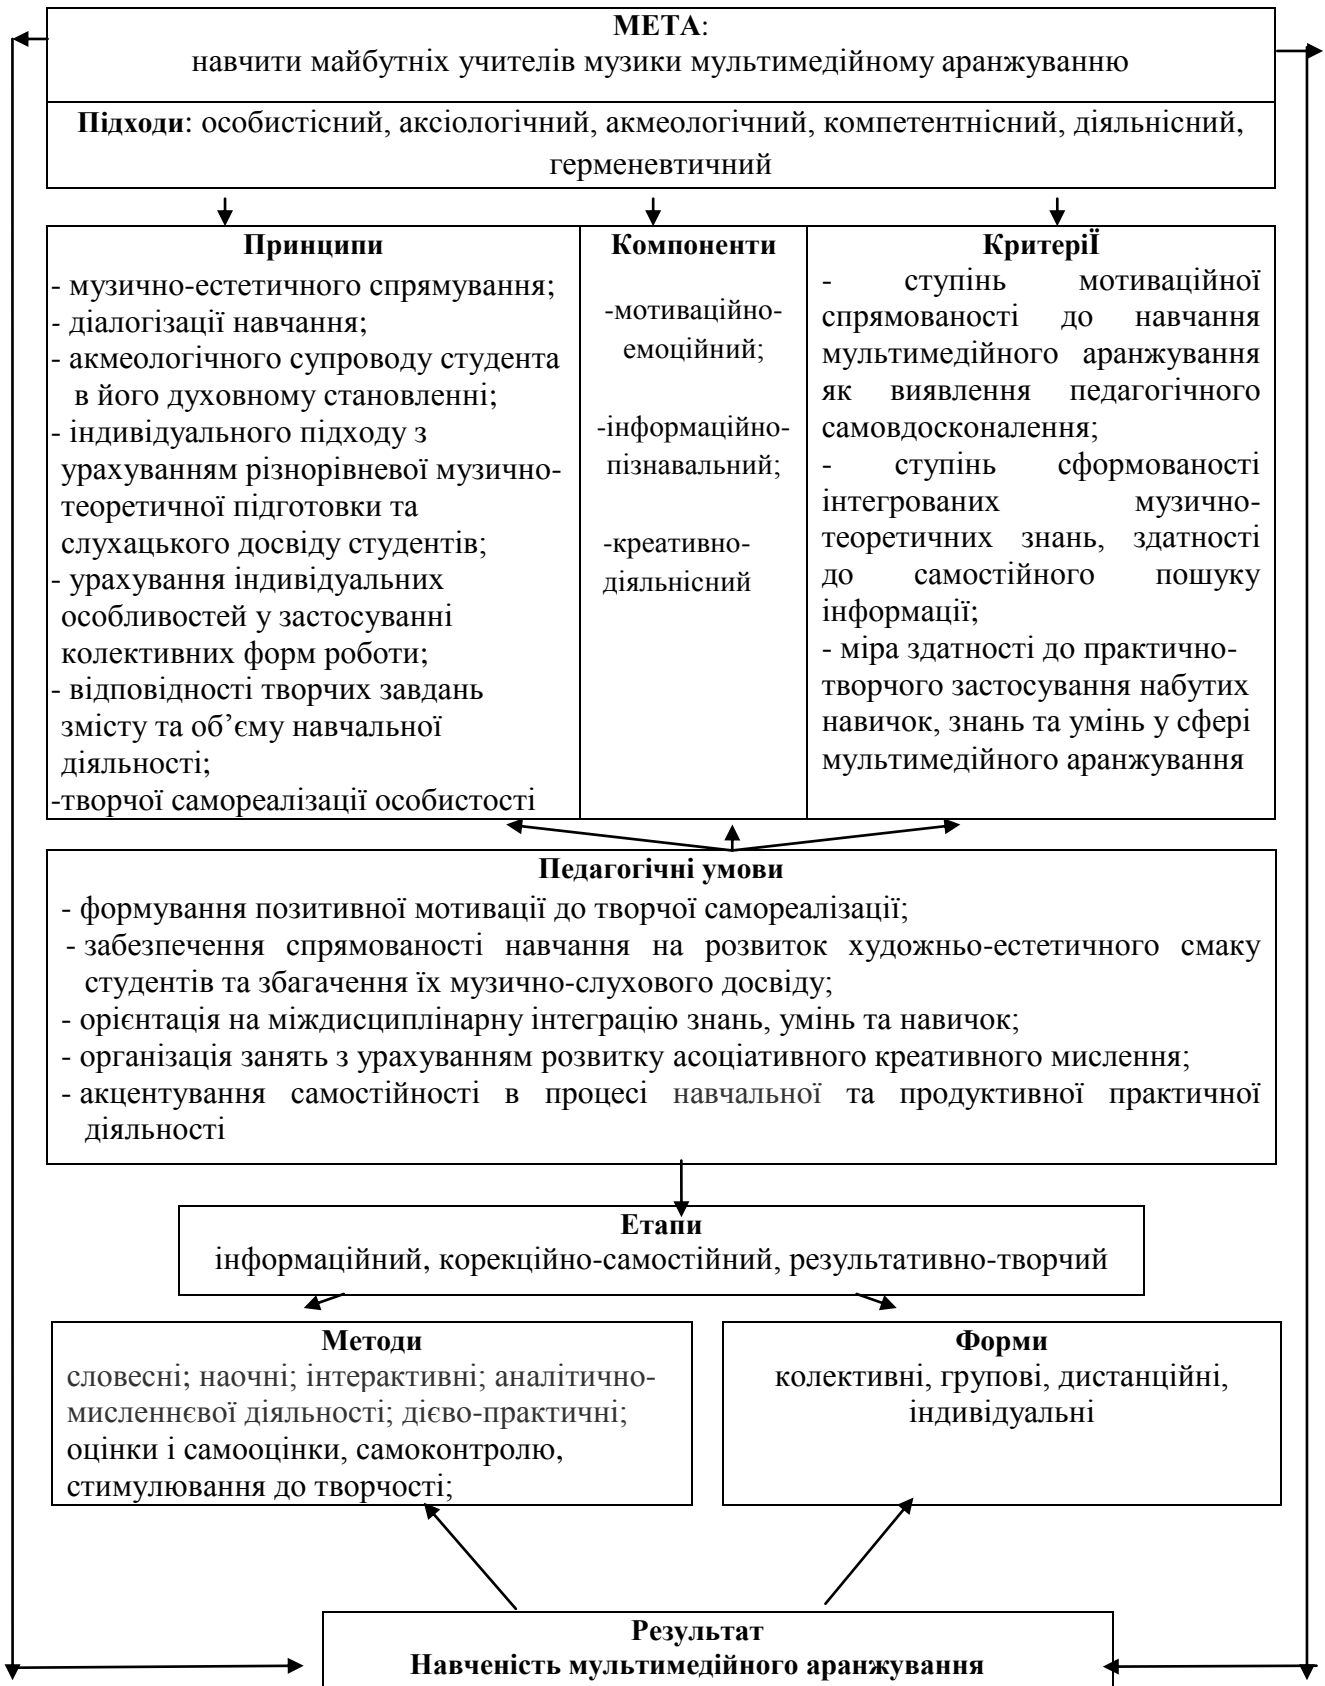 МЕТА:
навчити майбутніх учителів музики мультимедійному аранжуванню
Підходи: особистісний, аксіологічний, акмеологічний, компетентнісний, діяльнісний,
герменевтичний
Принципи
- музично-естетичного спрямування;
- діалогізації навчання;
- акмеологічного супроводу студента
в його духовному становленні;
- індивідуального підходу з
урахуванням різнорівневої музично-
теоретичної підготовки та
слухацького досвіду студентів;
- урахування індивідуальних
особливостей у застосуванні
колективних форм роботи;
- відповідності творчих завдань
змісту та об’єму навчальної
діяльності;
-творчої самореалізації особистості
Компоненти
-мотиваційно-
емоційний;
-інформаційно-
пізнавальний;
-креативно-
діяльнісний
КритеріЇ
- ступінь мотиваційної
спрямованості до навчання
мультимедійного аранжування
як виявлення педагогічного
самовдосконалення;
- ступінь сформованості
інтегрованих музично-
теоретичних знань, здатності
до самостійного пошуку
інформації;
- міра здатності до практично-
творчого застосування набутих
навичок, знань та умінь у сфері
мультимедійного аранжування
Педагогічні умови
- формування позитивної мотивації до творчої самореалізації;
- забезпечення спрямованості навчання на розвиток художньо-естетичного смаку
студентів та збагачення їх музично-слухового досвіду;
- орієнтація на міждисциплінарну інтеграцію знань, умінь та навичок;
- організація занять з урахуванням розвитку асоціативного креативного мислення;
- акцентування самостійності в процесі навчальної та продуктивної практичної
діяльності
Етапи
інформаційний, корекційно-самостійний, результативно-творчий
Методи
словесні; наочні; інтерактивні; аналітично-
мисленнєвої діяльності; дієво-практичні;
оцінки і самооцінки, самоконтролю,
стимулювання до творчості;
Форми
колективні, групові, дистанційні,
індивідуальні
Результат
Навченість мультимедійного аранжування